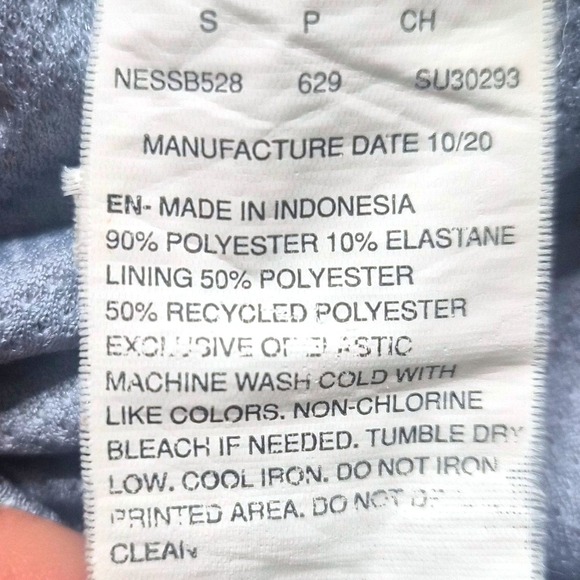 S P CH
NESSB528 629 SU30293
MANUFACTURE DATE 10/20
EN- MADE IN INDONESIA
90% POLYESTER 10% ELASTANE
LINING 50% POLYESTER
50% RECYCLED POLYESTER
EXCLUSIVE OF ELASTIC
MACHINE WASH COLD WITH
LIKE COLORS. NON-CHLORINE
BLEACH IF NEEDED. TUMBLE DRY
LOW. COOL IRON. DO NOT IRON
PRINTED AREA. DO NOT
CLEAN